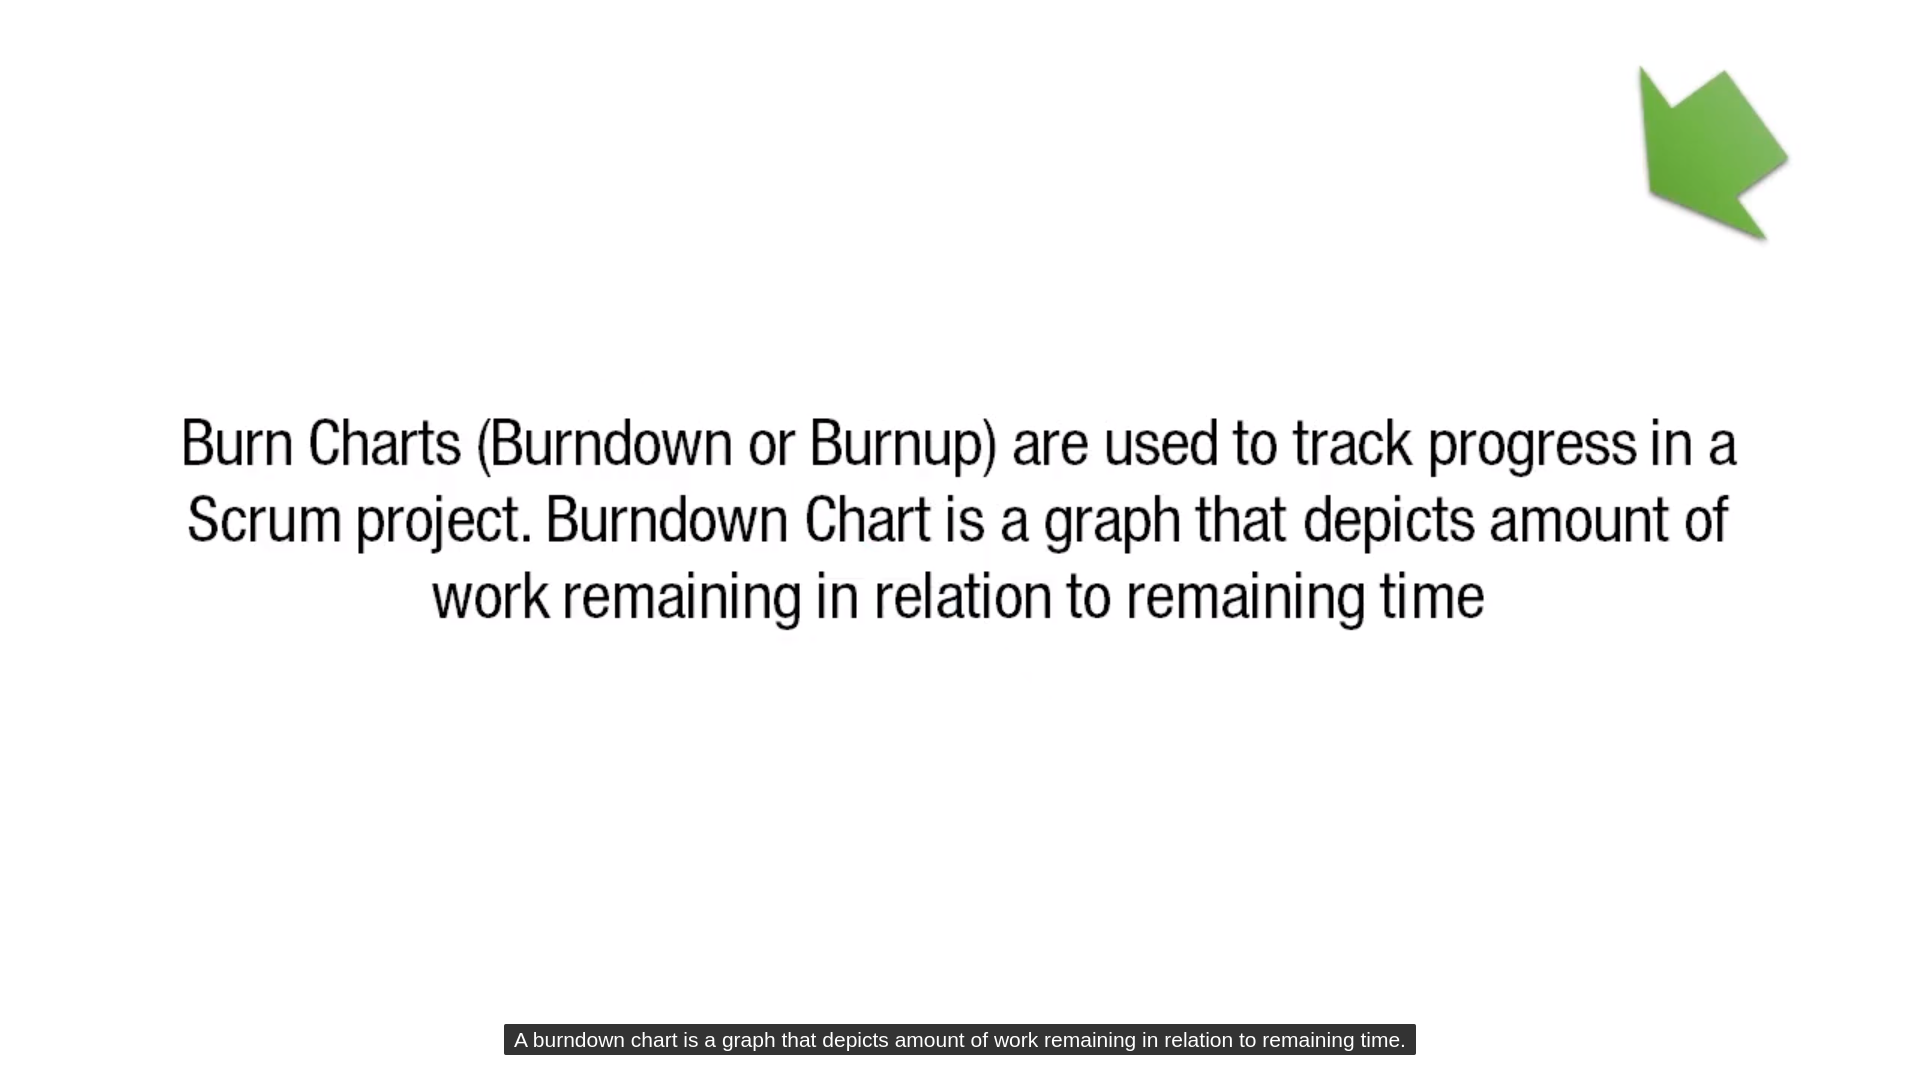 Burn Charts (Burndown or Burnup) are used to track progress in a
Scrum project. Burndown Chart is a graph that depicts amount of
work remaining in relation to remaining time
A burndown chart is a graph that depicts amount of work remaining in relation to remaining time.